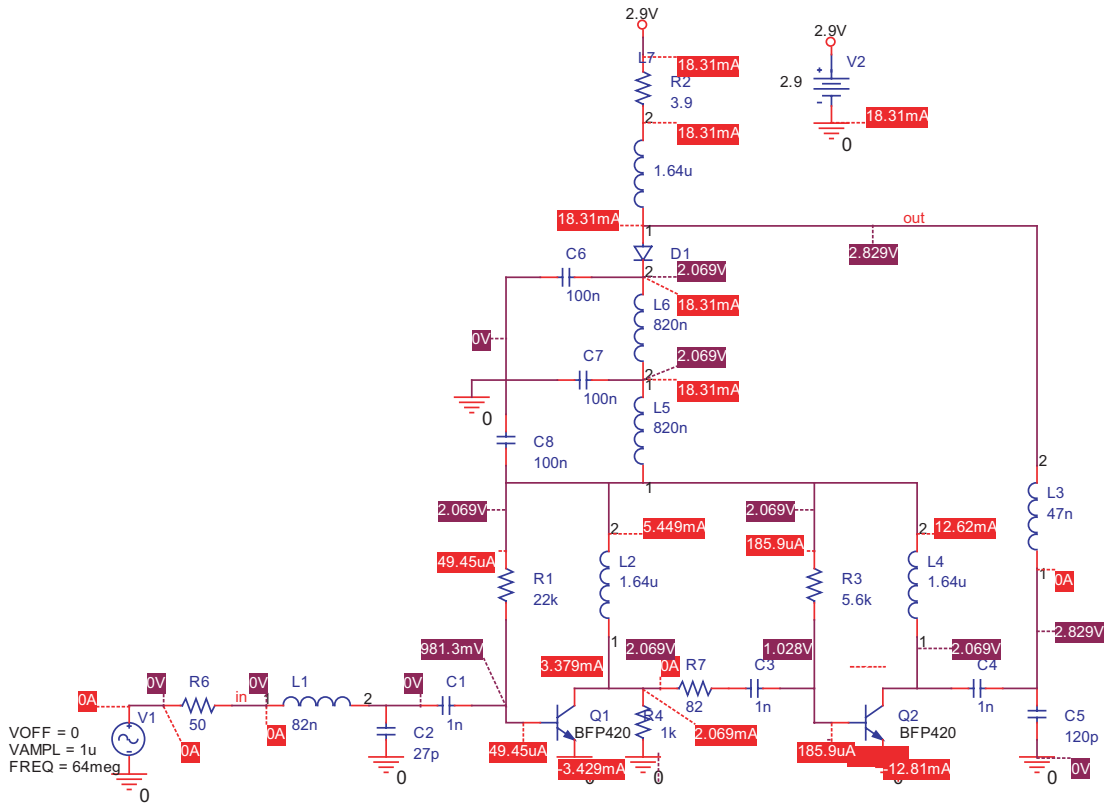 2.9V
2.9V
L7
18.31mA
R2
3.9
V2
2.9
+
-
18.31mA
0
2
18.31mA
1.64u
18.31mA
1
out
2.829V
C6
100n
D1
2
2.069V
18.31mA
L6
820n
0V
C7
100n
2
1
2.069V
18.31mA
0
L5
820n
C8
100n
1
2
L3
47n
1
0A
2.069V
2
5.449mA
2.069V
2
12.62mA
49.45uA
R1
22k
L2
1.64u
185.9uA
R3
5.6k
L4
1.64u
1
1
981.3mV
2.069V
1.028V
2.069V
2.829V
3.379mA
0A
R7
82
C3
1n
C4
1n
0V
0V
0V
0A
R6
50
in
1
L1
82n
2
C1
1n
V1
0A
0A
VOFF = 0
VAMPL = 1u
FREQ = 64meg
0
C2
27p
0
49.45uA
Q1
BFP420
-3.429mA
0
R4
1k
2.069mA
0
185.9uA
Q2
BFP420
-12.81mA
0
C5
120p
0
0V